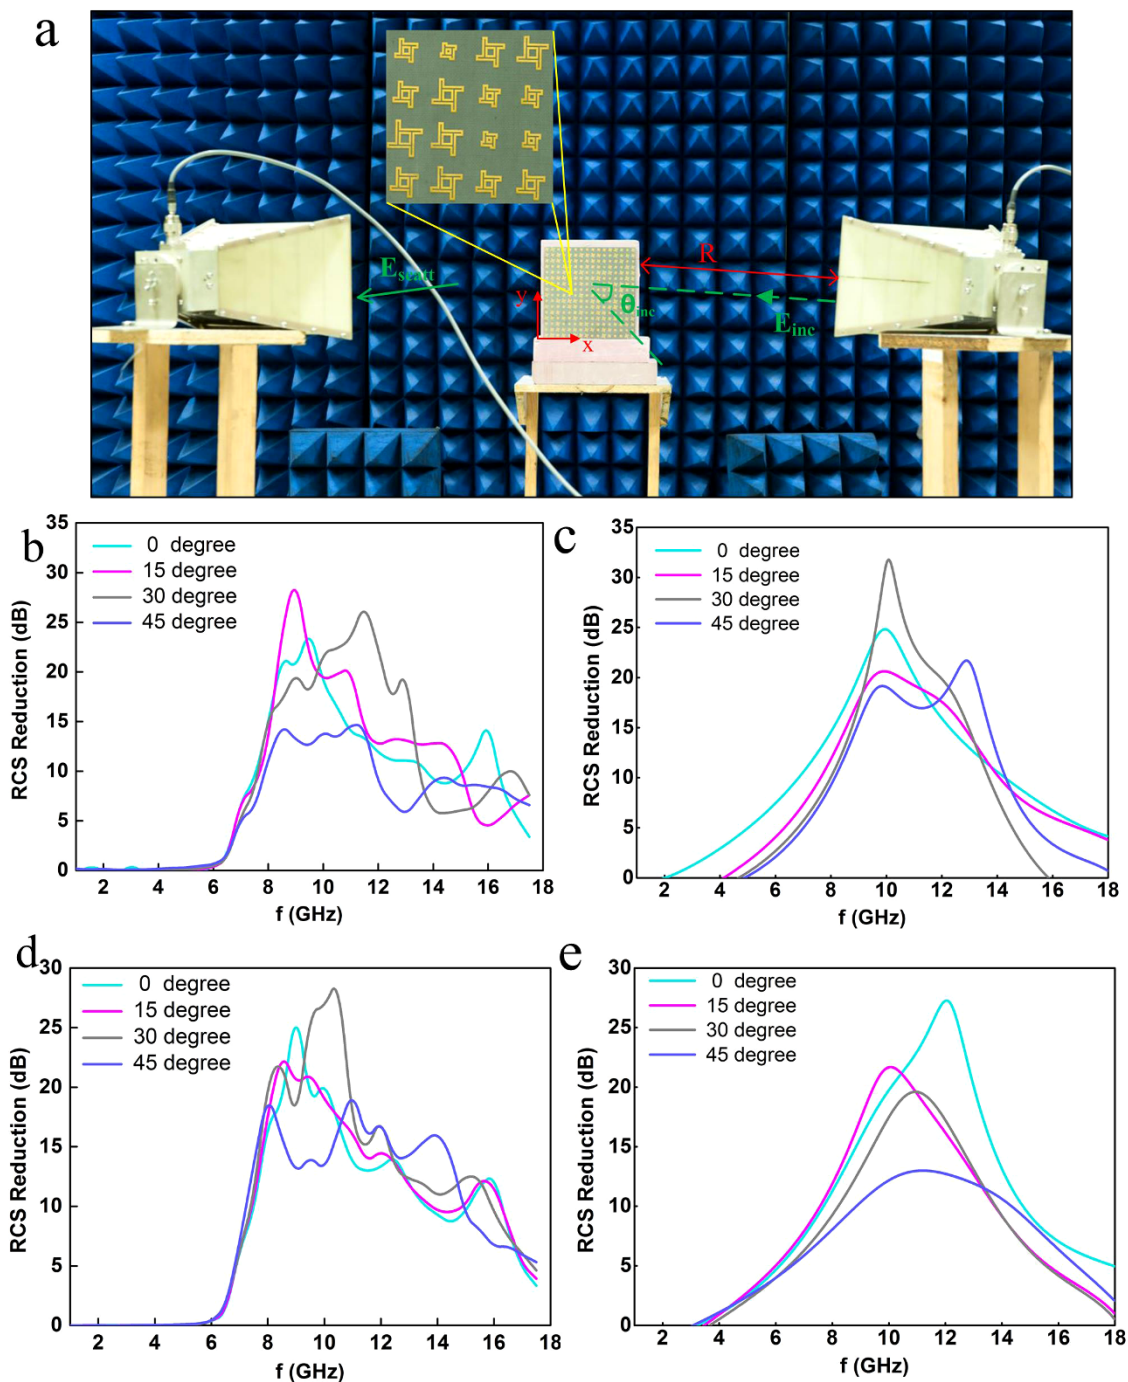 a
E_scatt
R
θ_inc
E_inc
y
x
b
35
30
25
20
15
10
5
0
RCS Reduction (dB)
0 degree
15 degree
30 degree
45 degree
2 4 6 8 10 12 14 16 18
f (GHz)
c
35
30
25
20
15
10
5
0
RCS Reduction (dB)
0 degree
15 degree
30 degree
45 degree
2 4 6 8 10 12 14 16 18
f (GHz)
d
30
25
20
15
10
5
0
RCS Reduction (dB)
0 degree
15 degree
30 degree
45 degree
2 4 6 8 10 12 14 16 18
f (GHz)
e
30
25
20
15
10
5
0
RCS Reduction (dB)
0 degree
15 degree
30 degree
45 degree
2 4 6 8 10 12 14 16 18
f (GHz)